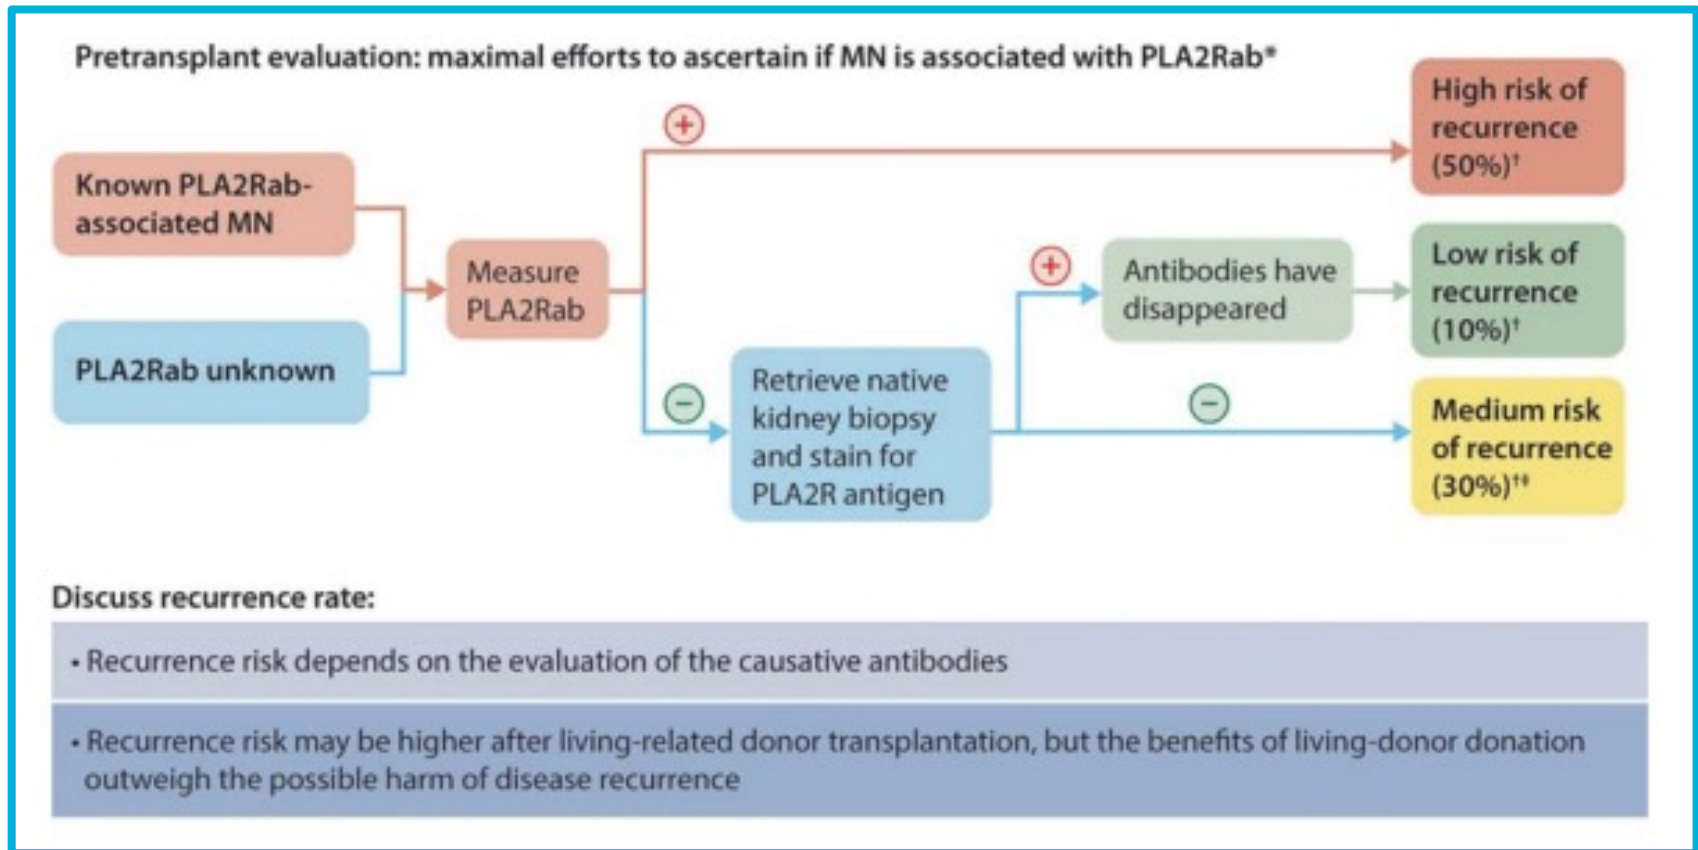 Pretransplant evaluation: maximal efforts to ascertain if MN is associated with PLA2Rab*
Known PLA2Rab-
associated MN
PLA2Rab unknown
Measure
PLA2Rab
+
−
Retrieve native
kidney biopsy
and stain for
PLA2R antigen
+
Antibodies have
disappeared
−
High risk of
recurrence
(50%)†
Low risk of
recurrence
(10%)†
Medium risk
of recurrence
(30%)†‡
Discuss recurrence rate:
• Recurrence risk depends on the evaluation of the causative antibodies
• Recurrence risk may be higher after living-related donor transplantation, but the benefits of living-donor donation
outweigh the possible harm of disease recurrence